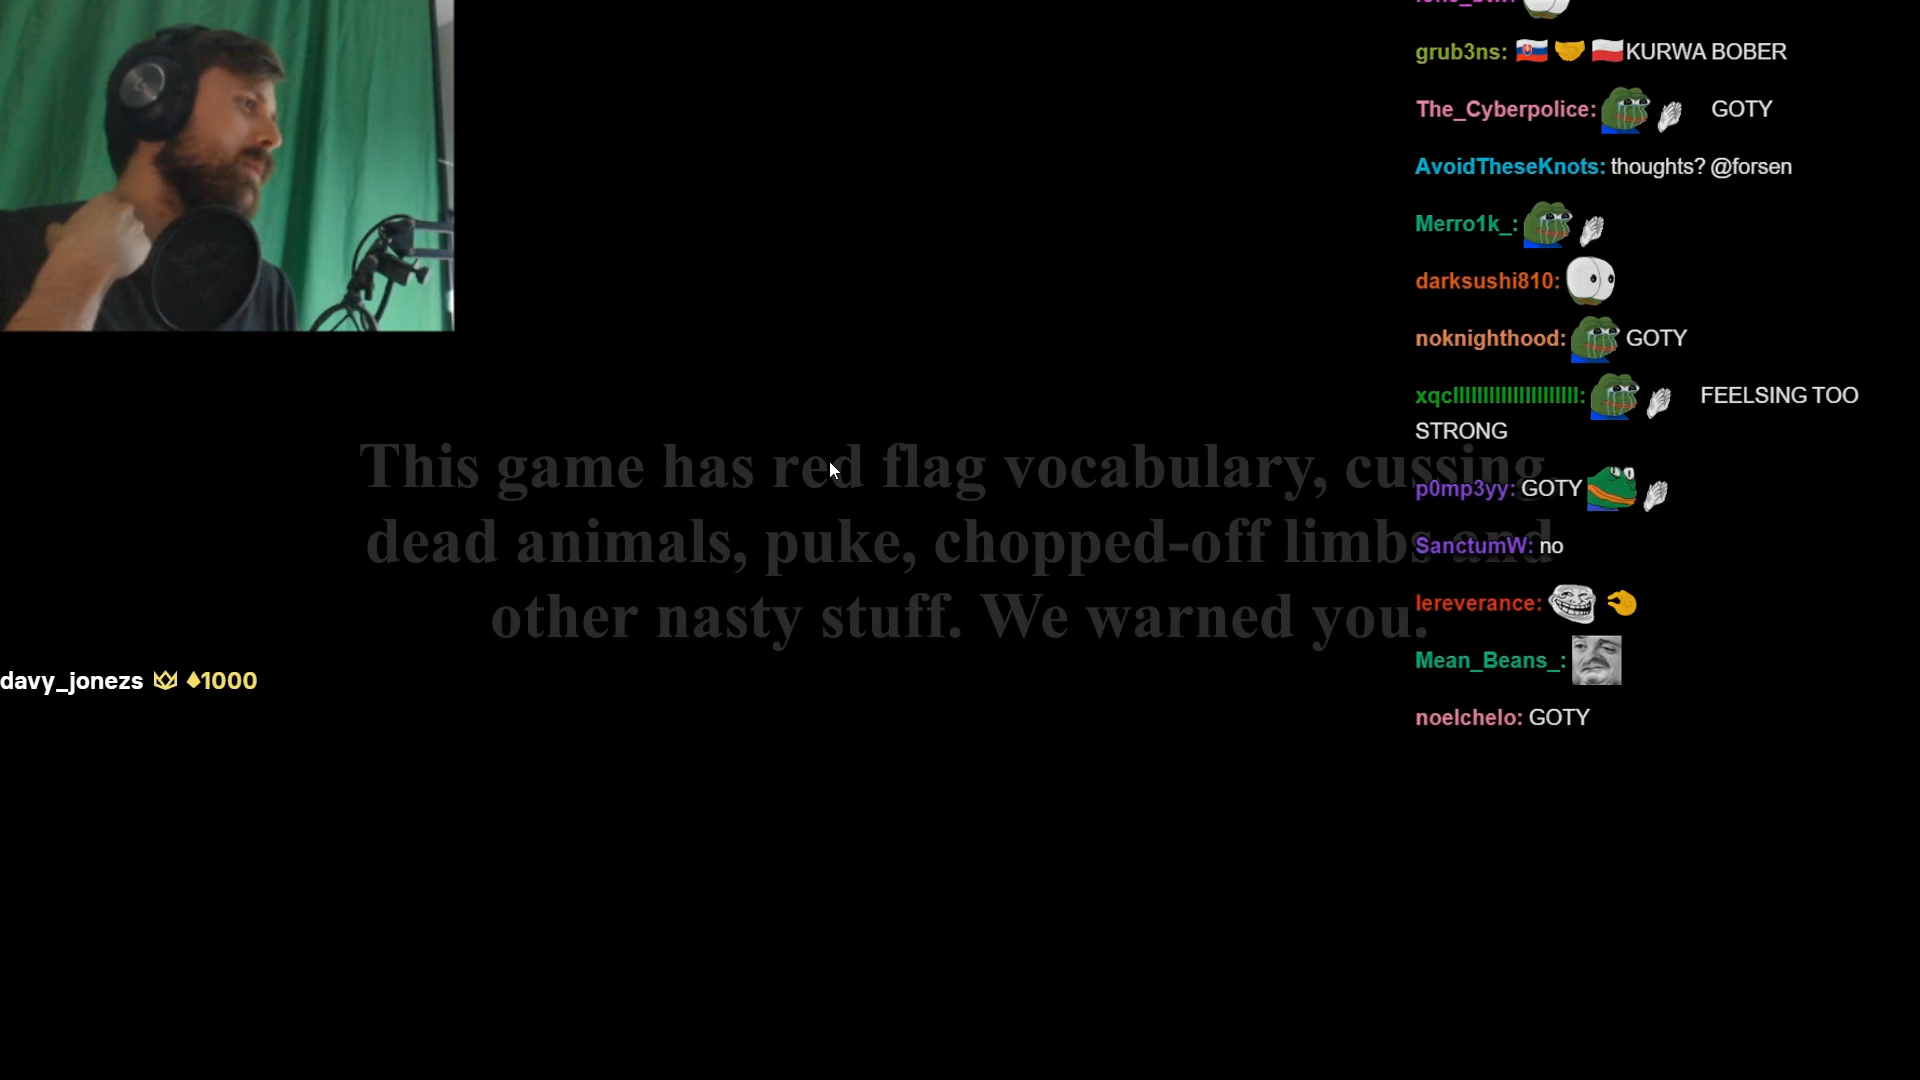 grub3ns: KURWA BOBER
The_Cyberpolice: GOTY
AvoidTheseKnots: thoughts? @forsen
Merro1k_:
darksushi810:
noknighthood: GOTY
FEELSING TOO
STRONG
This game has red flag vocabulary, cussing
dead animals, puke, chopped-off limbs and
other nasty stuff. We warned you.
p0mp3yy: GOTY
SanctumW: no
lereverance:
Mean_Beans_:
noelchelo: GOTY
davy_jonezs 1000